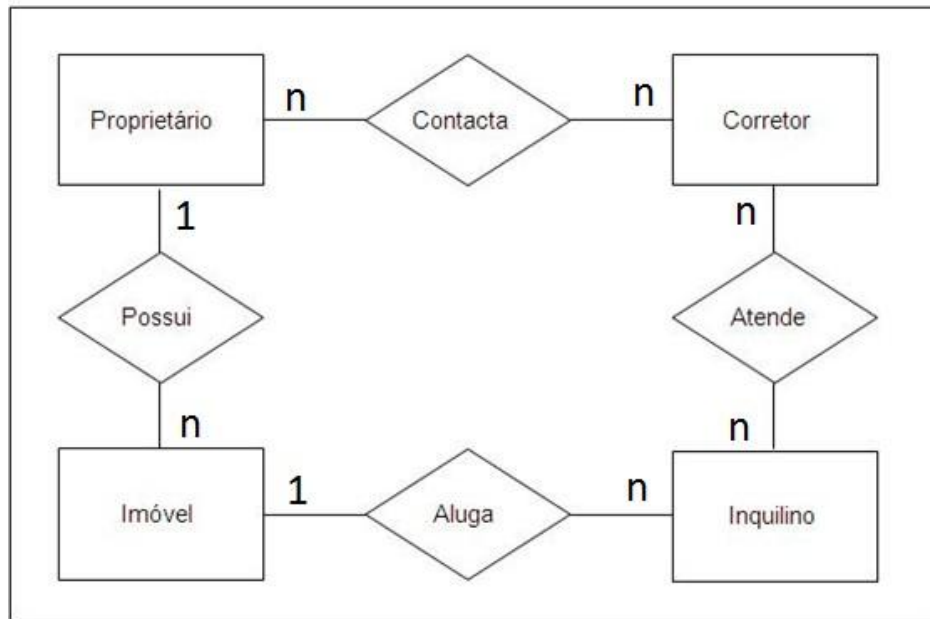 Proprietário
n
Contacta
n
Corretor
1
n
Possui
Atende
n
n
Imóvel
1
Aluga
n
Inquilino